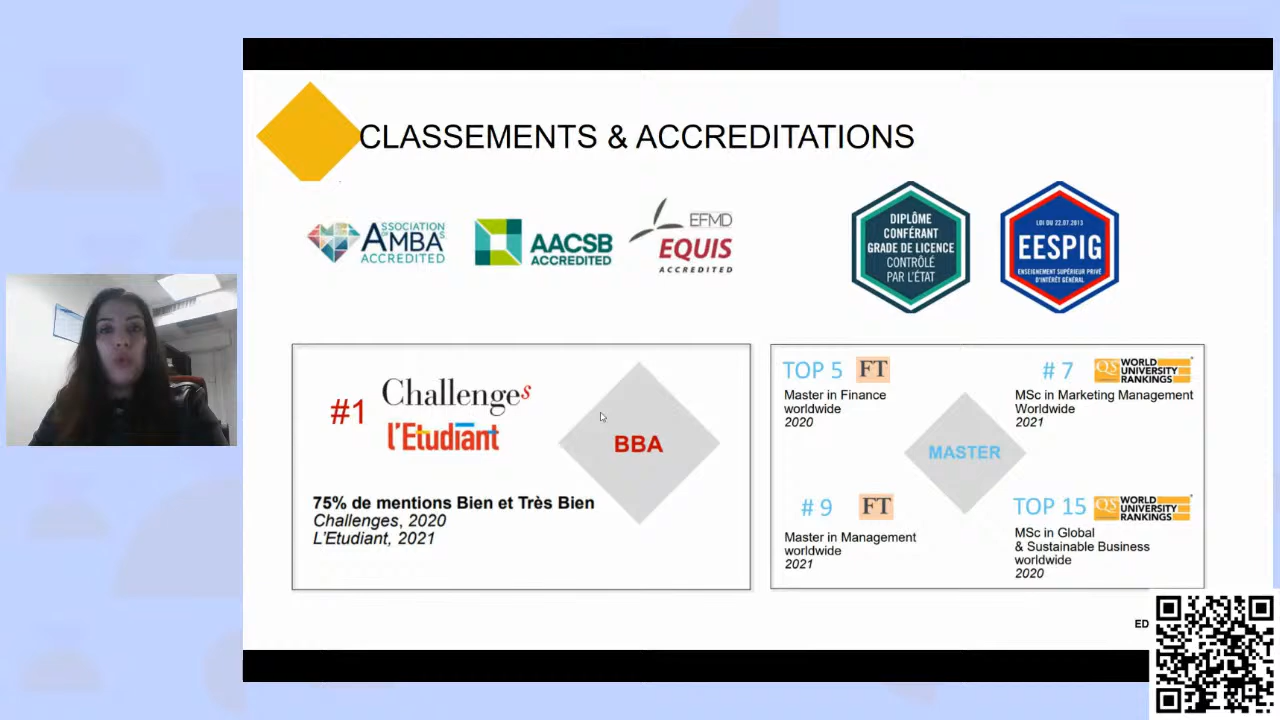 CLASSEMENTS & ACCREDITATIONS
ASSOCIATION
OF AMBAs
ACCREDITED
AACSB
ACCREDITED
EFMD
EQUIS
ACCREDITED
DIPLÔME
CONFÉRANT
GRADE DE LICENCE
CONTRÔLÉ
PAR L'ÉTAT
LOI DU 22.07.2013
EESPIG
ENSEIGNEMENT SUPÉRIEUR PRIVÉ
D'INTÉRÊT GÉNÉRAL
#1
Challenges
l'Etudiant
BBA
75% de mentions Bien et Très Bien
Challenges, 2020
L'Etudiant, 2021
TOP 5 FT
Master in Finance
worldwide
2020
# 7 QS WORLD
UNIVERSITY
RANKINGS
MSc in Marketing Management
Worldwide
2021
MASTER
# 9 FT
Master in Management
worldwide
2021
TOP 15 QS WORLD
UNIVERSITY
RANKINGS
MSc in Global
& Sustainable Business
worldwide
2020
ED